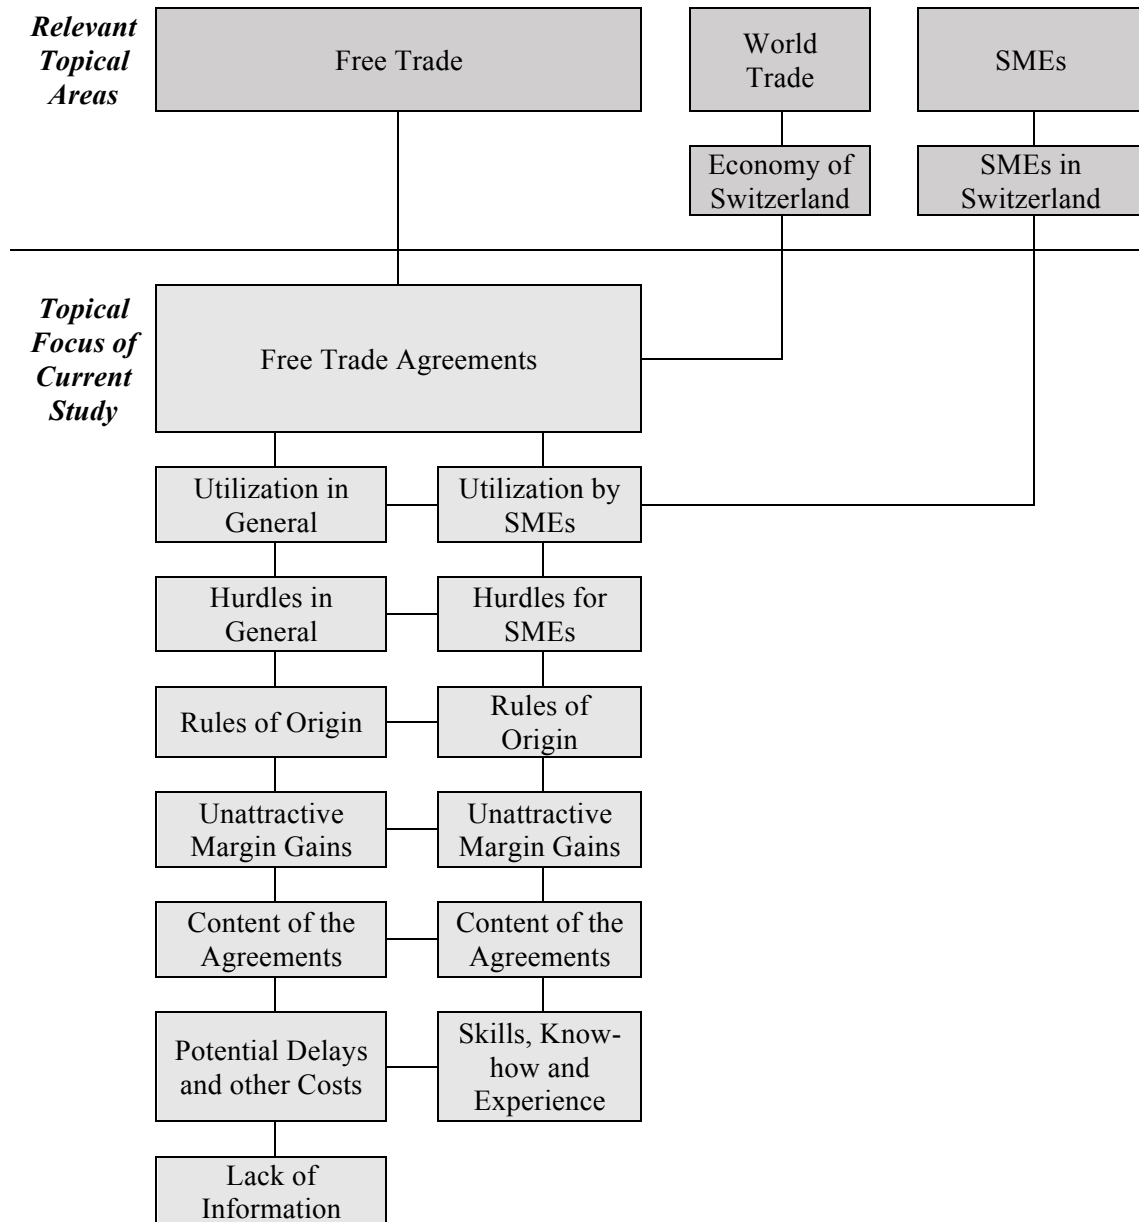 Relevant
Topical
Areas
Free Trade
World
Trade
SMEs
Economy of
Switzerland
SMEs in
Switzerland
Topical
Focus of
Current
Study
Free Trade Agreements
Utilization in
General
Utilization by
SMEs
Hurdles in
General
Hurdles for
SMEs
Rules of Origin
Rules of
Origin
Unattractive
Margin Gains
Unattractive
Margin Gains
Content of the
Agreements
Content of the
Agreements
Potential Delays
and other Costs
Skills, Know-
how and
Experience
Lack of
Information